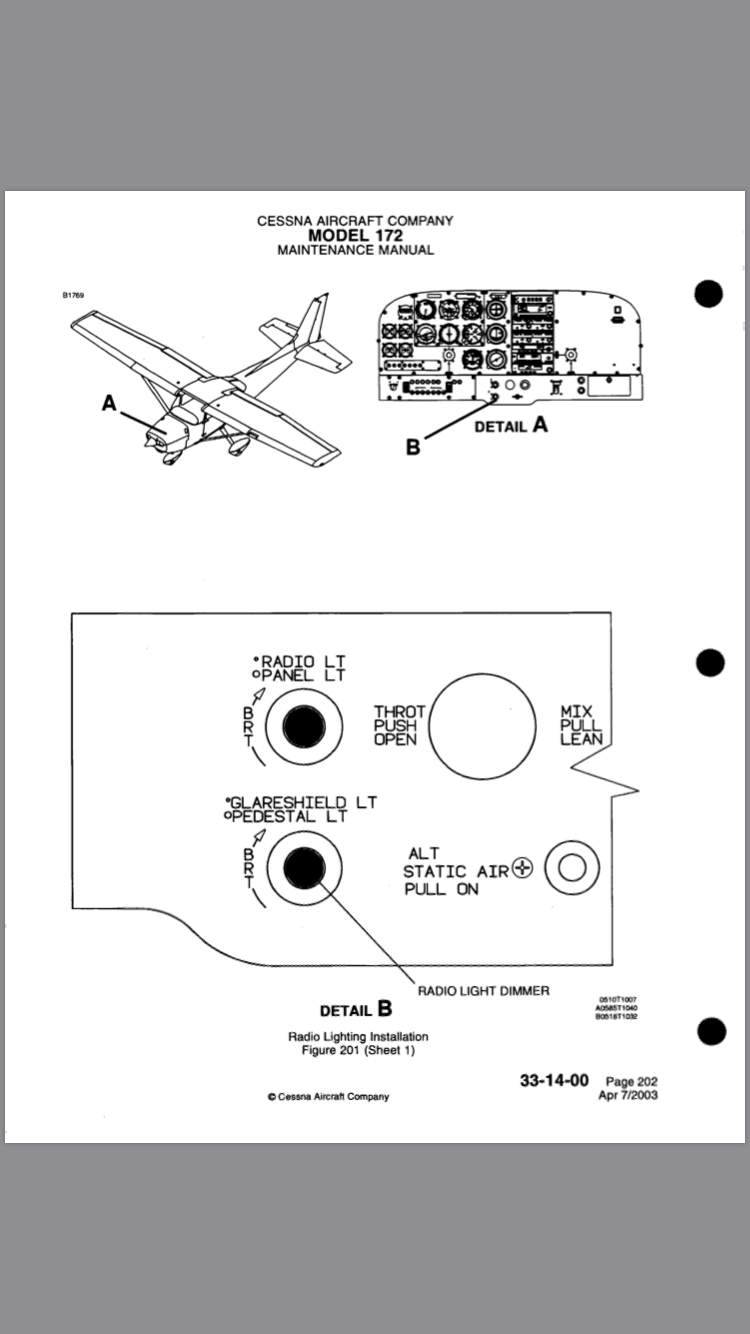 CESSNA AIRCRAFT COMPANY
MODEL 172
MAINTENANCE MANUAL
B1769
A
B
DETAIL A
RADIO LT
PANEL LT
BRT
THROT
PUSH
OPEN
MIX
PULL
LEAN
GLARESHIELD LT
PEDESTAL LT
BRT
ALT
STATIC AIR
PULL ON
RADIO LIGHT DIMMER
DETAIL B
0510T1007
A0585T1040
B0518T1032
Radio Lighting Installation
Figure 201 (Sheet 1)
33-14-00 Page 202
Apr 7/2003
© Cessna Aircraft Company